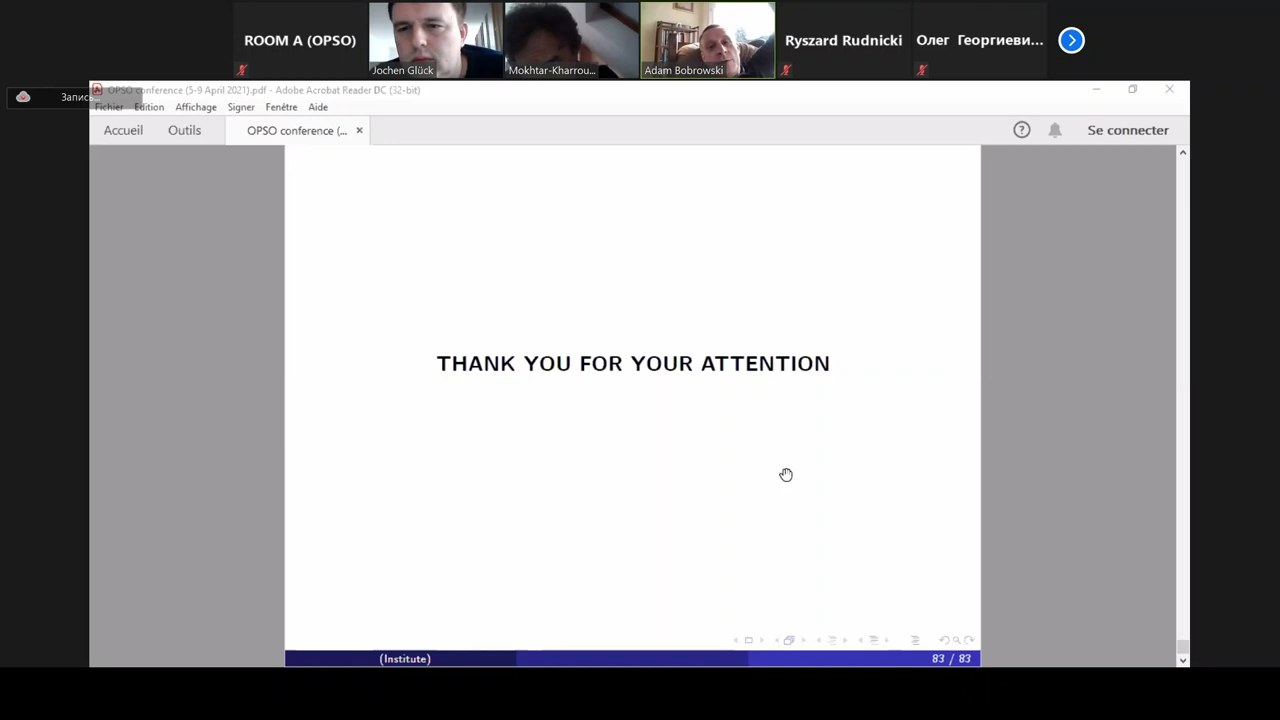 ROOM A (OPSO)
Jochen Glück
Mokhtar-Kharrou...
Adam Bobrowski
Ryszard Rudnicki
Олег Георгиеви...
Запись...
OPSO conference (5-9 April 2021).pdf - Adobe Acrobat Reader DC (32-bit)
Fichier Edition Affichage Signer Fenêtre Aide
Accueil Outils OPSO conference (... Se connecter
THANK YOU FOR YOUR ATTENTION
(Institute) 83 / 83